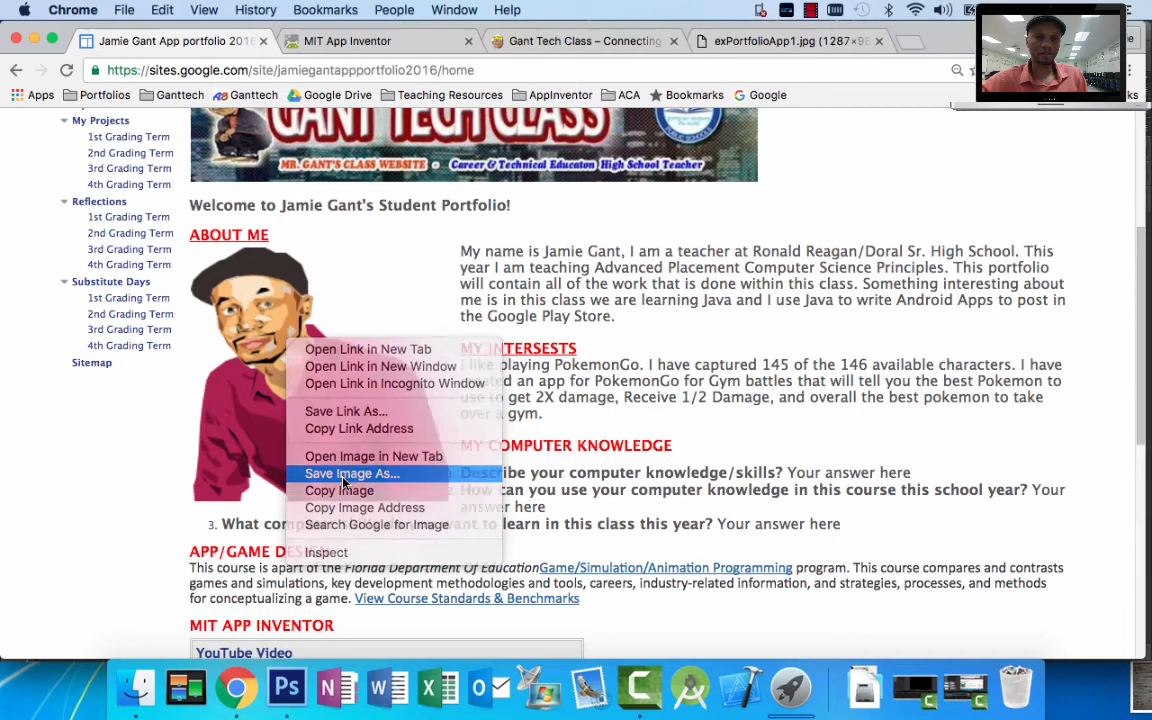 Chrome File Edit View History Bookmarks People Window Help
Jamie Gant App portfolio 2016
MIT App Inventor
Gant Tech Class – Connecting
exPortfolioApp1.jpg (1287×98
https://sites.google.com/site/jamiegantappportfolio2016/home
Apps Portfolios Ganttech Ganttech Google Drive Teaching Resources AppInventor ACA Bookmarks Google
My Projects
1st Grading Term
2nd Grading Term
3rd Grading Term
4th Grading Term
Reflections
1st Grading Term
2nd Grading Term
3rd Grading Term
4th Grading Term
Substitute Days
1st Grading Term
2nd Grading Term
3rd Grading Term
4th Grading Term
Sitemap
GANT TECH CLASS
MR. GANT'S CLASS WEBSITE - Career & Technical Educaton High School Teacher
Welcome to Jamie Gant's Student Portfolio!
ABOUT ME
My name is Jamie Gant, I am a teacher at Ronald Reagan/Doral Sr. High School. This
year I am teaching Advanced Placement Computer Science Principles. This portfolio
will contain all of the work that is done within this class. Something interesting about
me is in this class we are learning Java and I use Java to write Android Apps to post in
the Google Play Store.
MY INTERSESTS
I like playing PokemonGo. I have captured 145 of the 146 available characters. I have
an app for PokemonGo for Gym battles that will tell you the best Pokemon to
use to get 2X damage, Receive 1/2 Damage, and overall the best pokemon to take
over a gym.
MY COMPUTER KNOWLEDGE
Describe your computer knowledge/skills? Your answer here
How can you use your computer knowledge in this course this school year? Your
answer here
3. What want to learn in this class this year? Your answer here
Open Link in New Tab
Open Link in New Window
Open Link in Incognito Window
Save Link As...
Copy Link Address
Open Image in New Tab
Save Image As...
Copy Image
Copy Image Address
Search Google for Image
Inspect
APP/GAME
This course is apart of the Florida Department Of EducationGame/Simulation/Animation Programming program. This course compares and contrasts
games and simulations, key development methodologies and tools, careers, industry-related information, and strategies, processes, and methods
for conceptualizing a game. View Course Standards & Benchmarks
MIT APP INVENTOR
YouTube Video
Ps N W X O C